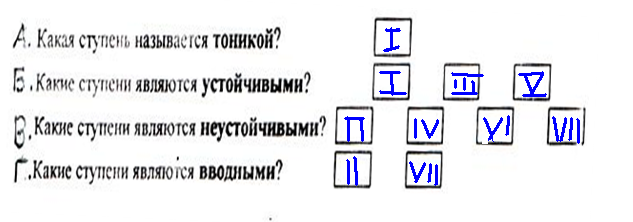 А. Какая ступень называется тоникой? I
Б. Какие ступени являются устойчивыми? I III V
В. Какие ступени являются неустойчивыми? II IV VI VII
Г. Какие ступени являются вводными? II VII